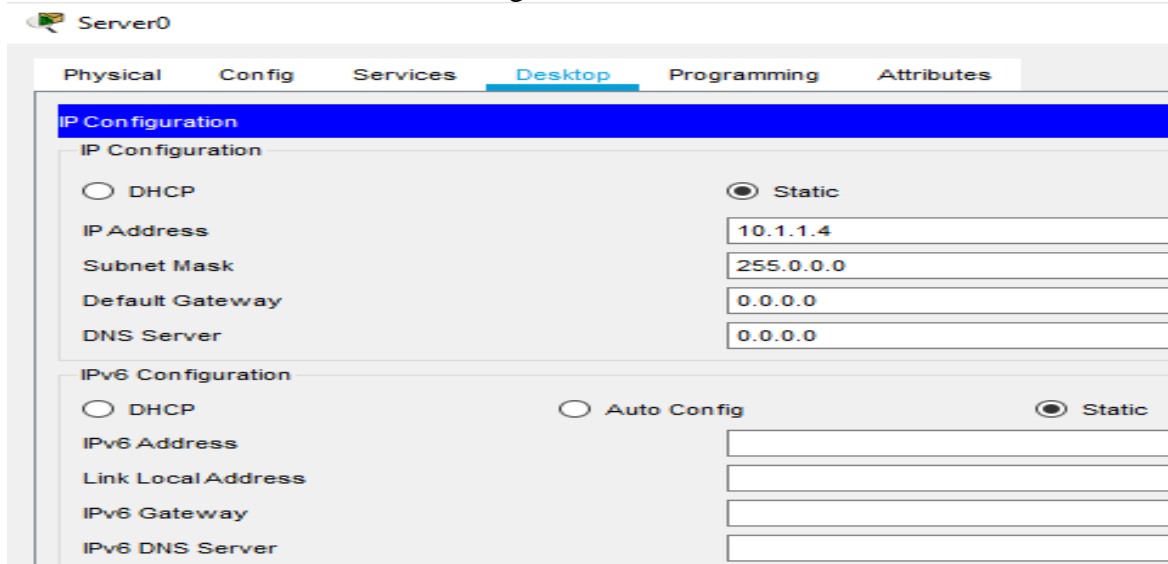 Server0
Physical Config Services Desktop Programming Attributes
IP Configuration
IP Configuration
DHCP Static
IP Address 10.1.1.4
Subnet Mask 255.0.0.0
Default Gateway 0.0.0.0
DNS Server 0.0.0.0
IPv6 Configuration
DHCP Auto Config Static
IPv6 Address
Link Local Address
IPv6 Gateway
IPv6 DNS Server